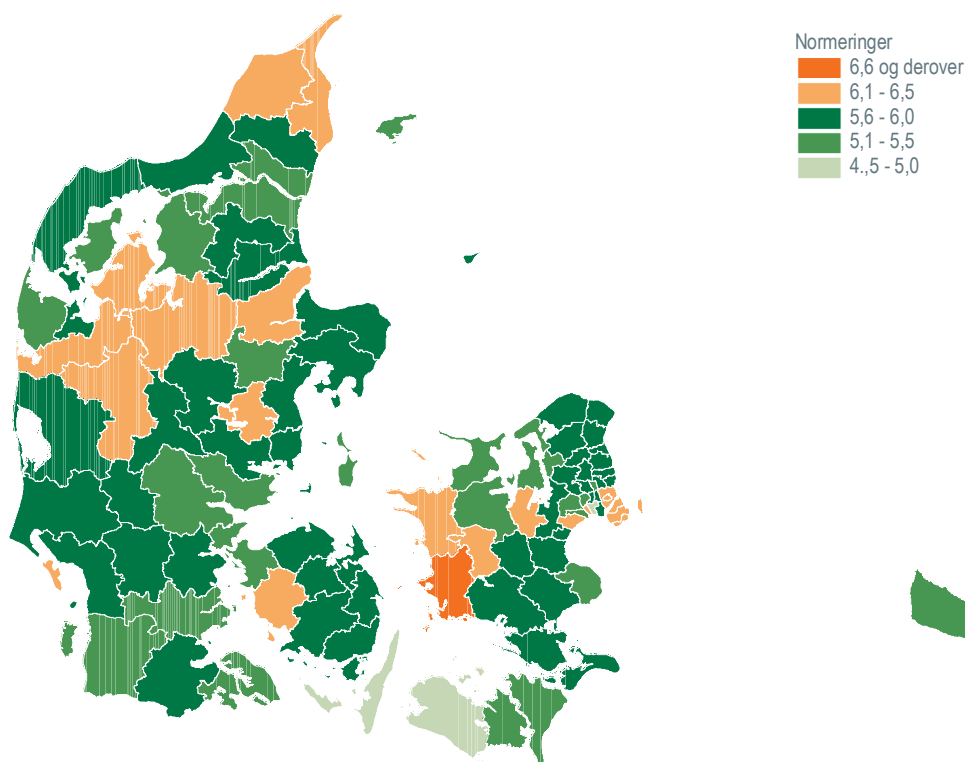 Normeringer
6,6 og derover
6,1 - 6,5
5,6 - 6,0
5,1 - 5,5
4.,5 - 5,0